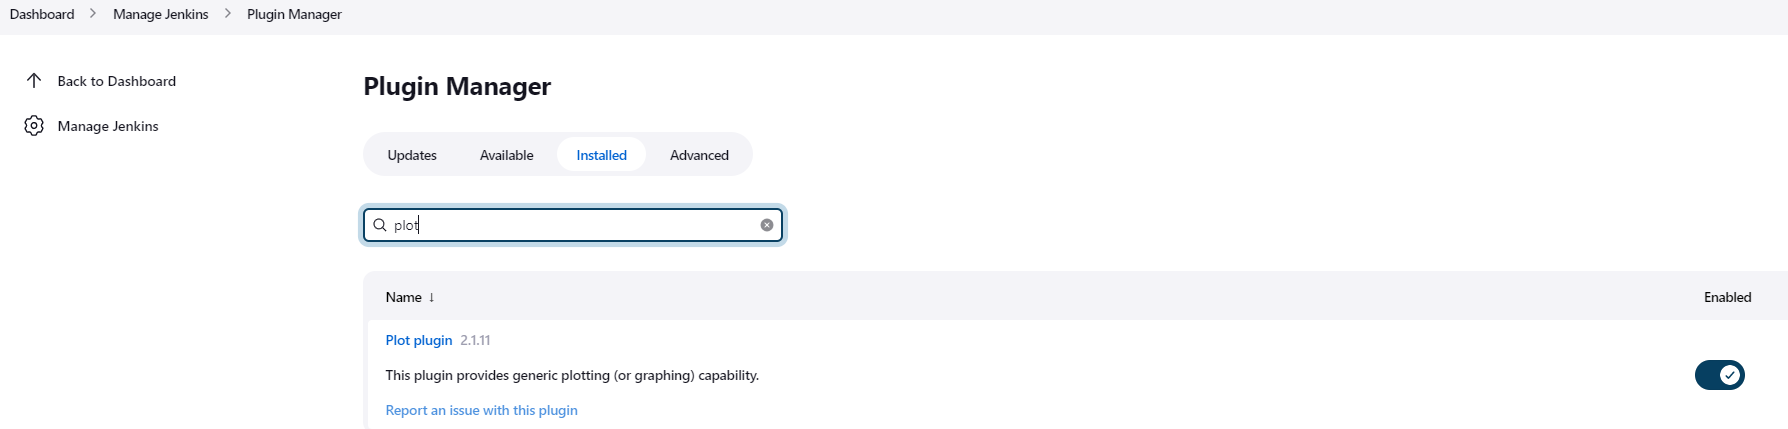 Dashboard > Manage Jenkins > Plugin Manager
Back to Dashboard
Manage Jenkins
Plugin Manager
Updates Available Installed Advanced
plot
Name ↓ Enabled
Plot plugin 2.1.11
This plugin provides generic plotting (or graphing) capability.
Report an issue with this plugin